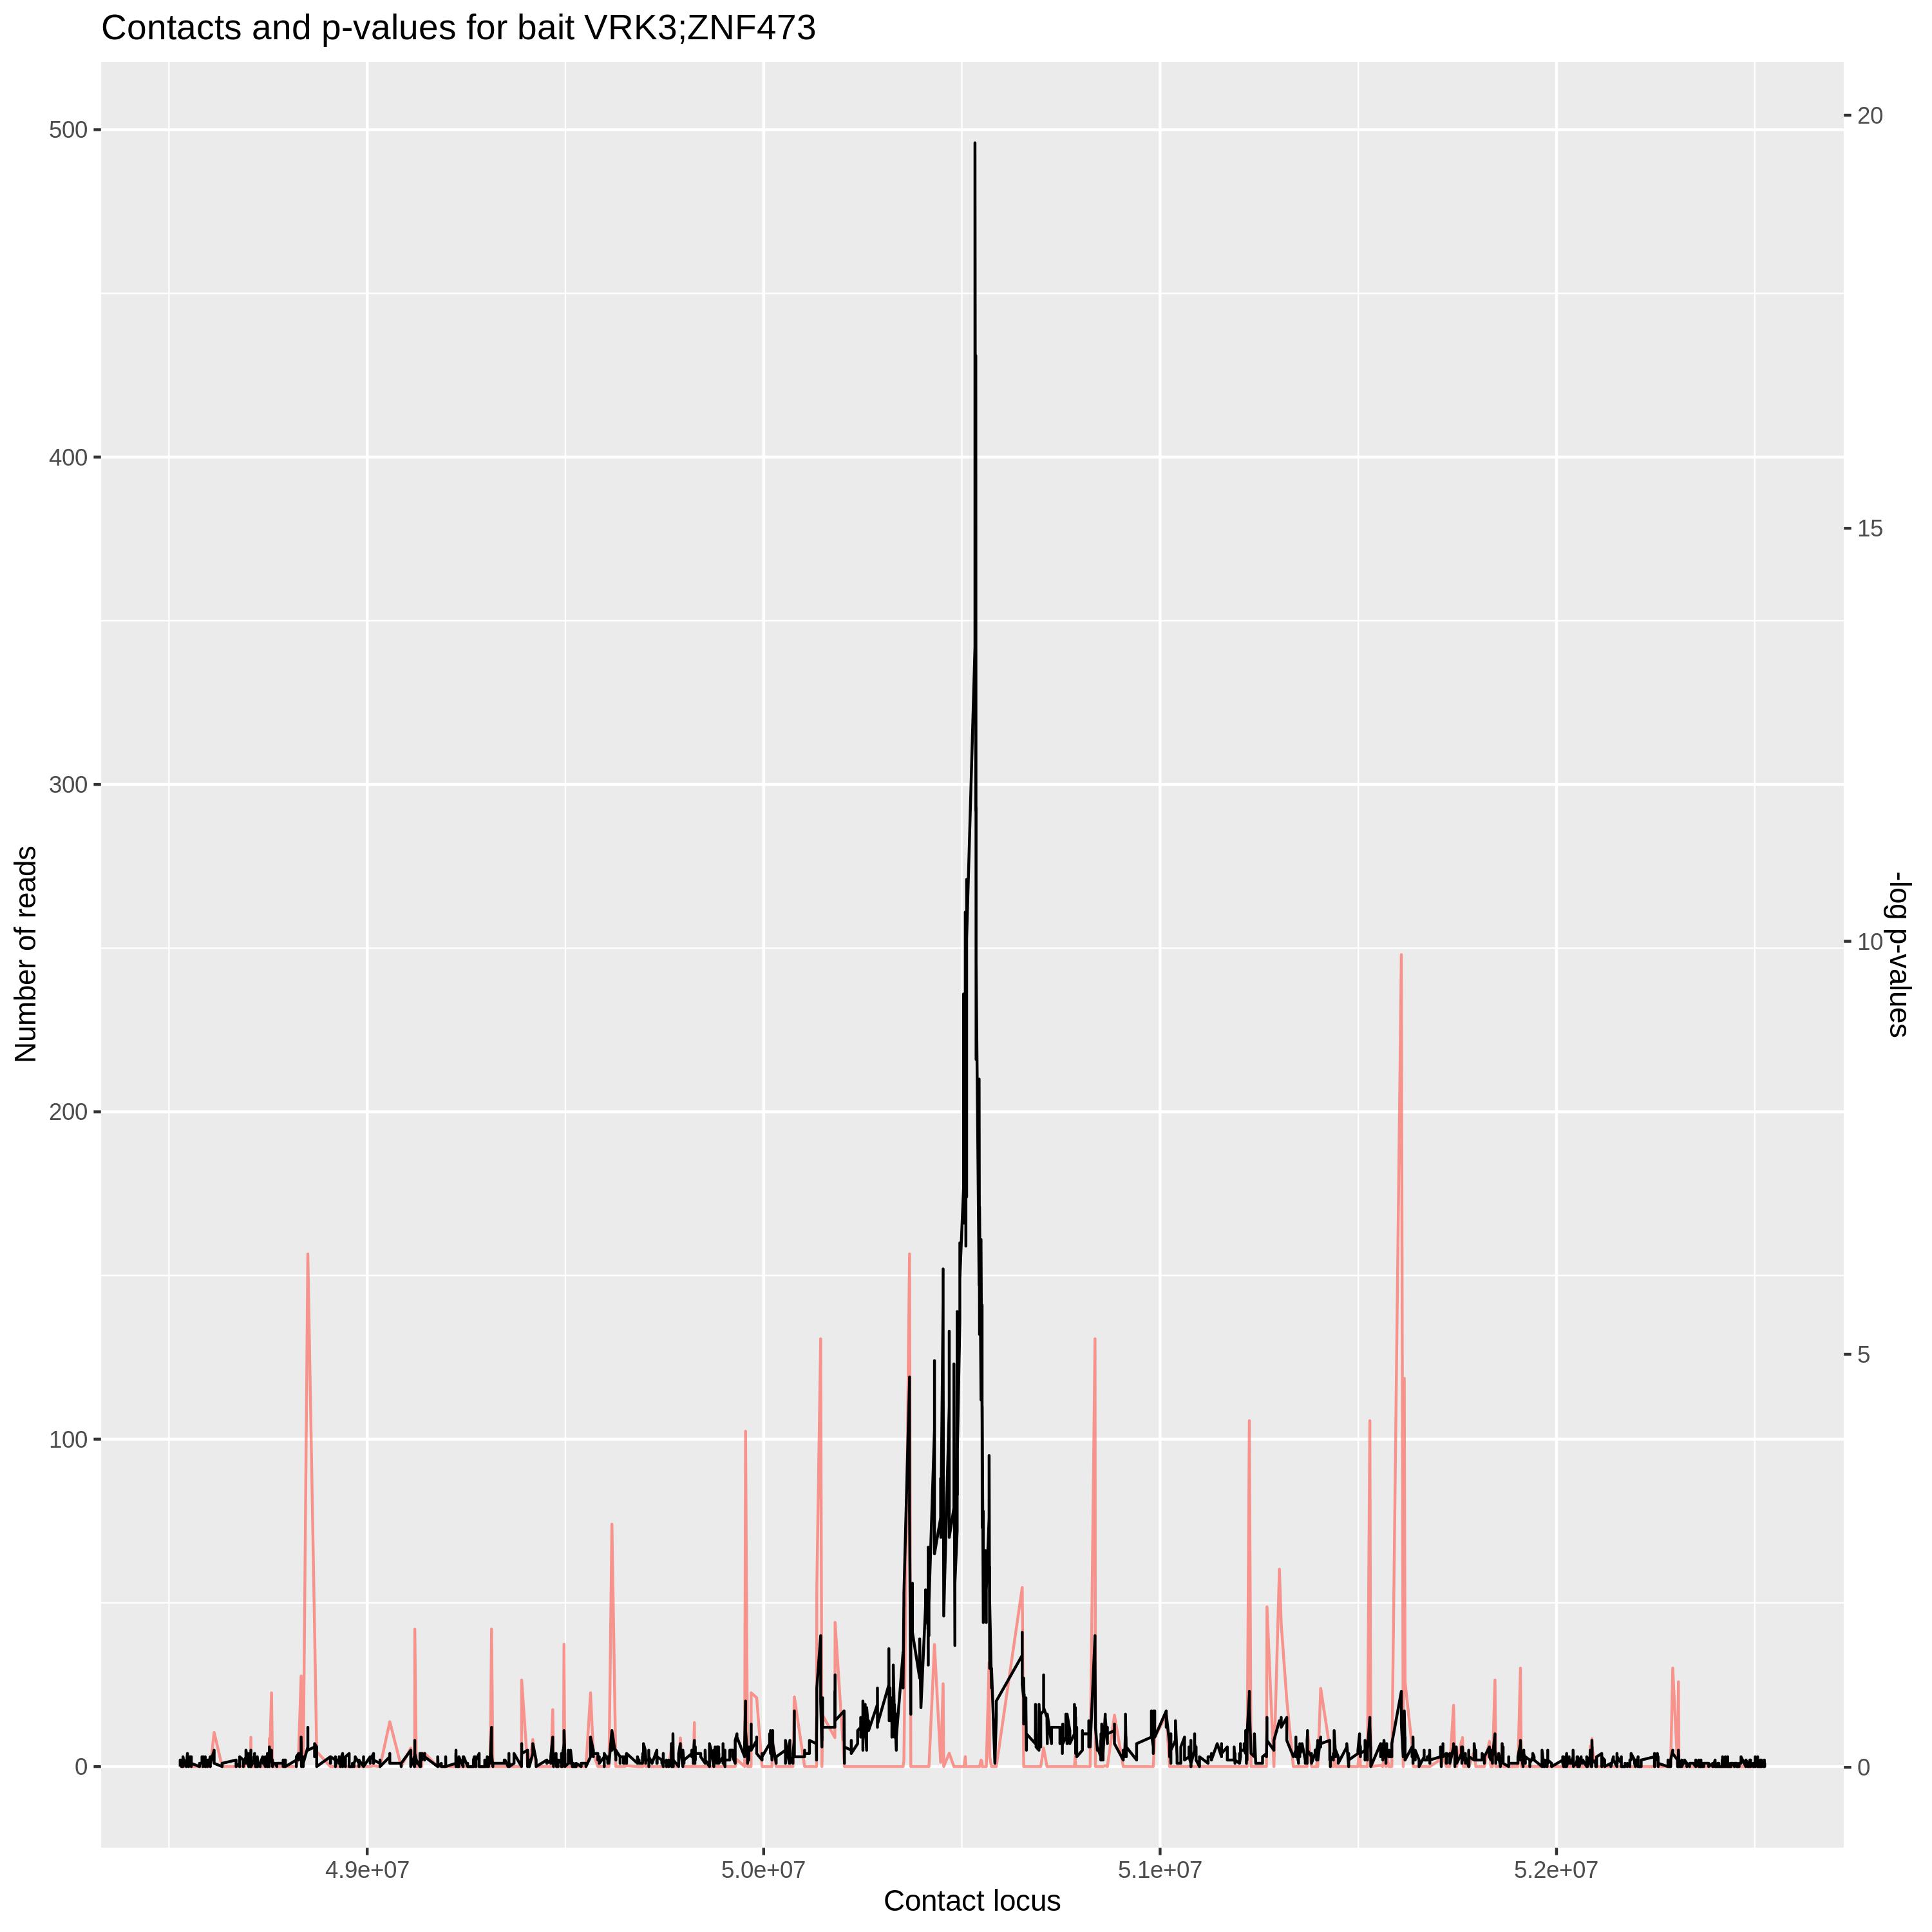 Contacts and p-values for bait VRK3;ZNF473
500
400
300
200
100
0
Number of reads
20
15
10
5
0
-log p-values
4.9e+07
5.0e+07
5.1e+07
5.2e+07
Contact locus